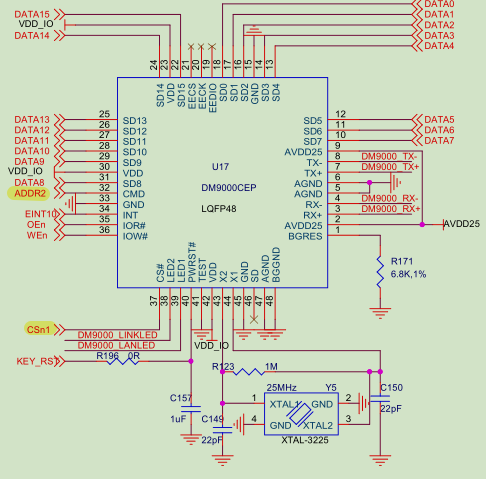 DATA15
VDD_IO
DATA14
DATA0
DATA1
DATA2
DATA3
DATA4
24 23 22 21 20 19 18 17 16 15 14 13
SD14 VDD SD15 EECS EECK EEDIO SD0 SD1 SD2 GND SD3 SD4
DATA13 25 SD13
DATA12 26 SD12
DATA11 27 SD11
DATA10 28 SD10
DATA9 29 SD9
VDD_IO 30 VDD
DATA8 31 SD8
ADDR2 32 CMD
33 GND
EINT10 34 INT
OEn 35 IOR#
WEn 36 IOW#
U17
DM9000CEP
LQFP48
SD5 12 DATA5
SD6 11 DATA6
SD7 10 DATA7
AVDD25 9
TX- 8 DM9000_TX-
TX+ 7 DM9000_TX+
AGND 6
AGND 5
RX- 4 DM9000_RX-
RX+ 3 DM9000_RX+
AVDD25 2 AVDD25
BGRES 1
R171
6.8K,1%
CS# LED2 LED1 PWRST# TEST VDD X2 X1 GND SD AGND BGGND
37 38 39 40 41 42 43 44 45 46 47 48
CSn1
DM9000_LINKLED
DM9000_LANLED
VDD_IO
KEY_RST
R196 0R
R123 1M
C157
1uF
C149
22pF
25MHz Y5
1 XTAL1 GND 2
4 GND XTAL2 3
XTAL-3225
C150
22pF